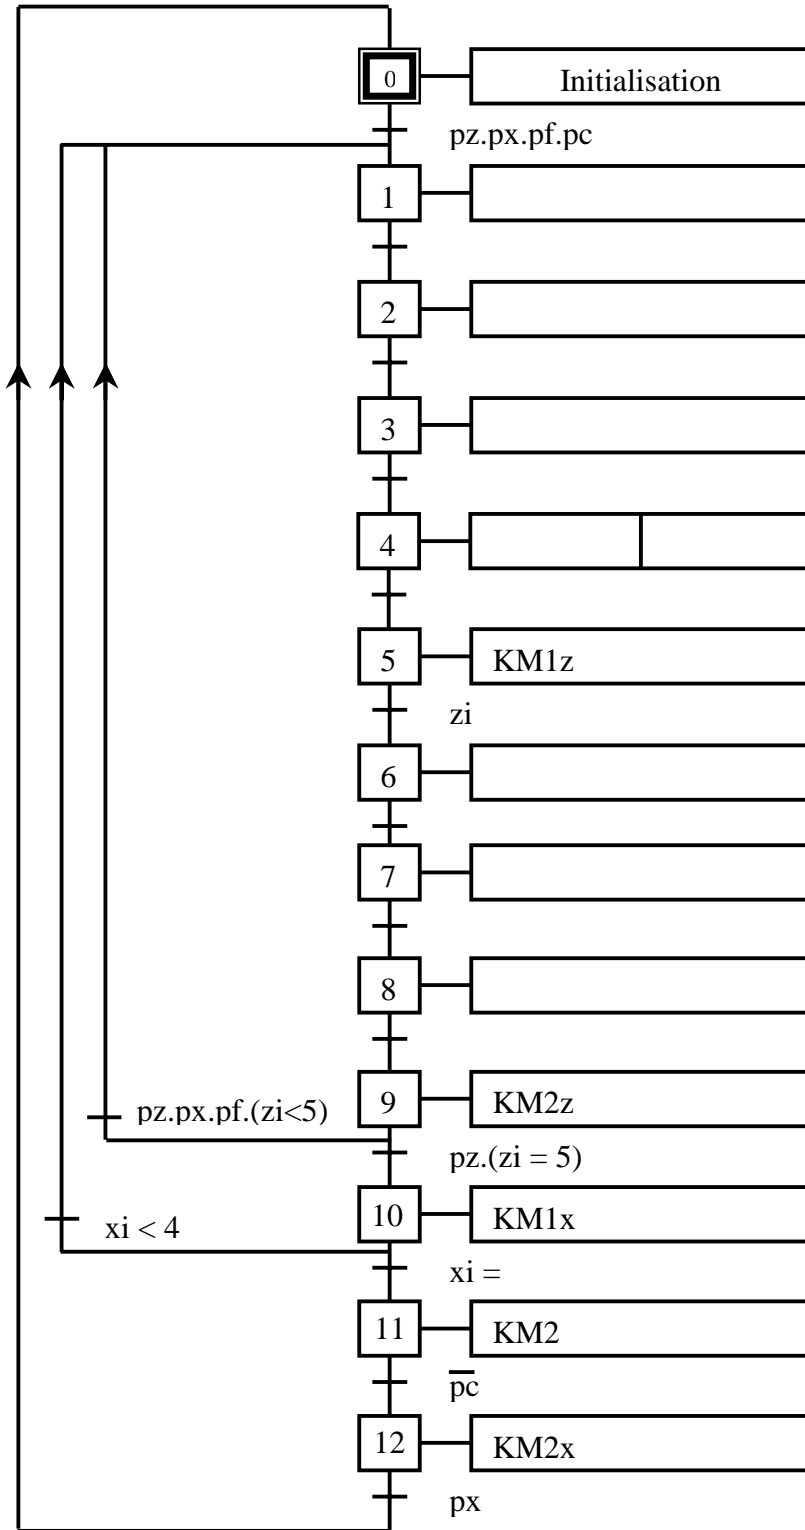 0 Initialisation
pz.px.pf.pc
1
2
3
4
5 KM1z
zi
6
7
8
9 KM2z
pz.px.pf.(zi<5)
pz.(zi = 5)
10 KM1x
xi < 4
xi =
11 KM2
p̅c̅
12 KM2x
px